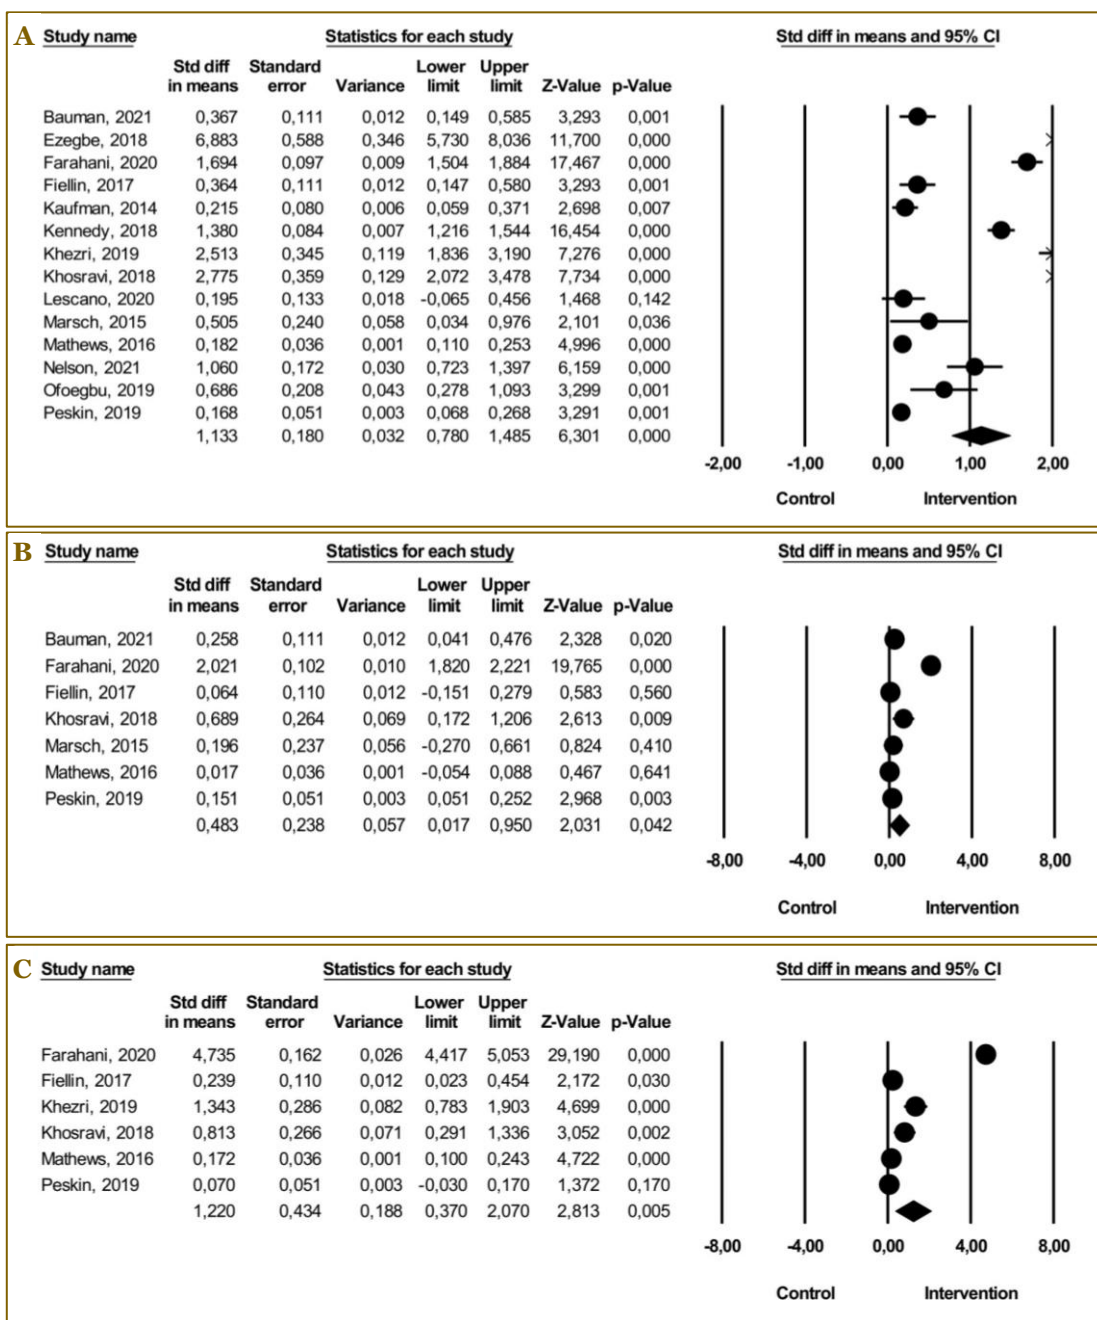 A Study name Statistics for each study Std diff in means and 95% CI
Std diff Standard Lower Upper
in means error Variance limit limit Z-Value p-Value
Bauman, 2021 0,367 0,111 0,012 0,149 0,585 3,293 0,001
Ezegbe, 2018 6,883 0,588 0,346 5,730 8,036 11,700 0,000
Farahani, 2020 1,694 0,097 0,009 1,504 1,884 17,467 0,000
Fiellin, 2017 0,364 0,111 0,012 0,147 0,580 3,293 0,001
Kaufman, 2014 0,215 0,080 0,006 0,059 0,371 2,698 0,007
Kennedy, 2018 1,380 0,084 0,007 1,216 1,544 16,454 0,000
Khezri, 2019 2,513 0,345 0,119 1,836 3,190 7,276 0,000
Khosravi, 2018 2,775 0,359 0,129 2,072 3,478 7,734 0,000
Lescano, 2020 0,195 0,133 0,018 -0,065 0,456 1,468 0,142
Marsch, 2015 0,505 0,240 0,058 0,034 0,976 2,101 0,036
Mathews, 2016 0,182 0,036 0,001 0,110 0,253 4,996 0,000
Nelson, 2021 1,060 0,172 0,030 0,723 1,397 6,159 0,000
Ofoegbu, 2019 0,686 0,208 0,043 0,278 1,093 3,299 0,001
Peskin, 2019 0,168 0,051 0,003 0,068 0,268 3,291 0,001
1,133 0,180 0,032 0,780 1,485 6,301 0,000
-2,00 -1,00 0,00 1,00 2,00
Control Intervention
B Study name Statistics for each study Std diff in means and 95% CI
Std diff Standard Lower Upper
in means error Variance limit limit Z-Value p-Value
Bauman, 2021 0,258 0,111 0,012 0,041 0,476 2,328 0,020
Farahani, 2020 2,021 0,102 0,010 1,820 2,221 19,765 0,000
Fiellin, 2017 0,064 0,110 0,012 -0,151 0,279 0,583 0,560
Khosravi, 2018 0,689 0,264 0,069 0,172 1,206 2,613 0,009
Marsch, 2015 0,196 0,237 0,056 -0,270 0,661 0,824 0,410
Mathews, 2016 0,017 0,036 0,001 -0,054 0,088 0,467 0,641
Peskin, 2019 0,151 0,051 0,003 0,051 0,252 2,968 0,003
0,483 0,238 0,057 0,017 0,950 2,031 0,042
-8,00 -4,00 0,00 4,00 8,00
Control Intervention
C Study name Statistics for each study Std diff in means and 95% CI
Std diff Standard Lower Upper
in means error Variance limit limit Z-Value p-Value
Farahani, 2020 4,735 0,162 0,026 4,417 5,053 29,190 0,000
Fiellin, 2017 0,239 0,110 0,012 0,023 0,454 2,172 0,030
Khezri, 2019 1,343 0,286 0,082 0,783 1,903 4,699 0,000
Khosravi, 2018 0,813 0,266 0,071 0,291 1,336 3,052 0,002
Mathews, 2016 0,172 0,036 0,001 0,100 0,243 4,722 0,000
Peskin, 2019 0,070 0,051 0,003 -0,030 0,170 1,372 0,170
1,220 0,434 0,188 0,370 2,070 2,813 0,005
-8,00 -4,00 0,00 4,00 8,00
Control Intervention